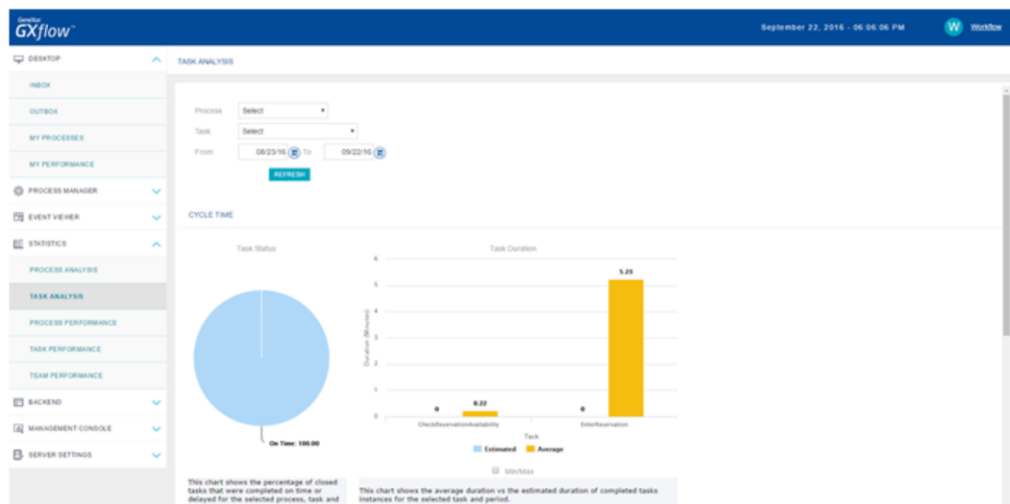 GeneXus
GXflow™
September 22, 2016 - 06:06:06 PM
W
Workflow
DESKTOP
TASK ANALYSIS
INBOX
OUTBOX
MY PROCESSES
MY PERFORMANCE
PROCESS MANAGER
EVENT VIEWER
STATISTICS
PROCESS ANALYSIS
TASK ANALYSIS
PROCESS PERFORMANCE
TASK PERFORMANCE
TEAM PERFORMANCE
BACKEND
MANAGEMENT CONSOLE
SERVER SETTINGS
Process Select
Task Select
From 08/23/16 To 09/22/16
REFRESH
CYCLE TIME
Task Status
On Time: 100.00
This chart shows the percentage of closed
tasks that were completed on time or
delayed for the selected process, task and
Task Duration
Duration (Minutes)
6
5
4
3
2
1
0
0 0.22 0 5.23
CheckReservationAvailability EnterReservation
Task
Estimated Average
Min/Max
This chart shows the average duration vs the estimated duration of completed tasks
instances for the selected task and period.